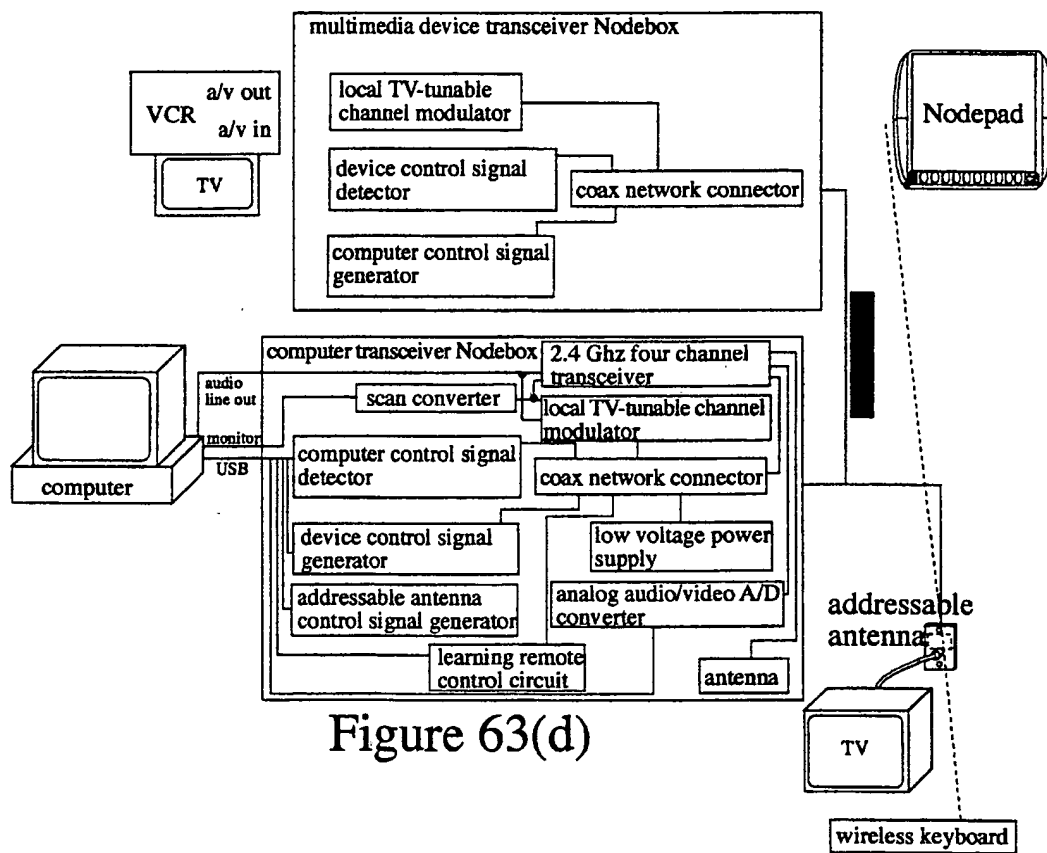 multimedia device transceiver Nodebox
VCR
a/v out
a/v in
TV
local TV-tunable
channel modulator
device control signal
detector
coax network connector
computer control signal
generator
Nodepad
computer transceiver Nodebox
2.4 Ghz four channel
transceiver
audio
line out
scan converter
local TV-tunable channel
modulator
monitor
USB
computer control signal
detector
coax network connector
computer
device control signal
generator
low voltage power
supply
addressable antenna
control signal generator
analog audio/video A/D
converter
learning remote
control circuit
antenna
addressable
antenna
TV
Figure 63(d)
wireless keyboard